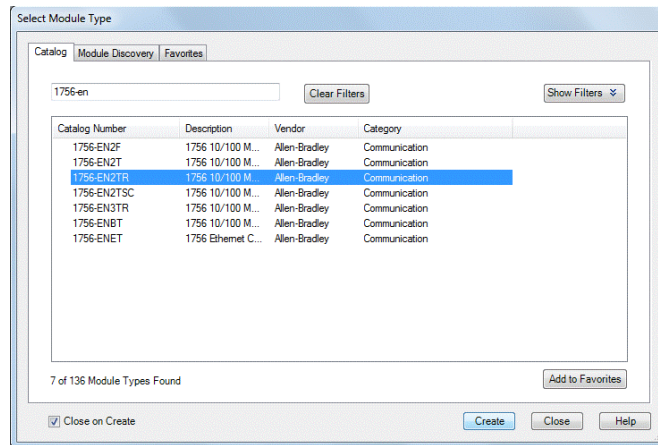 Select Module Type
Catalog Module Discovery Favorites
1756-en Clear Filters Show Filters
Catalog Number Description Vendor Category
1756-EN2F 1756 10/100 M... Allen-Bradley Communication
1756-EN2T 1756 10/100 M... Allen-Bradley Communication
1756-EN2TR 1756 10/100 M... Allen-Bradley Communication
1756-EN2TSC 1756 10/100 M... Allen-Bradley Communication
1756-EN3TR 1756 10/100 M... Allen-Bradley Communication
1756-ENBT 1756 10/100 M... Allen-Bradley Communication
1756-ENET 1756 Ethernet C... Allen-Bradley Communication
7 of 136 Module Types Found Add to Favorites
Close on Create Create Close Help